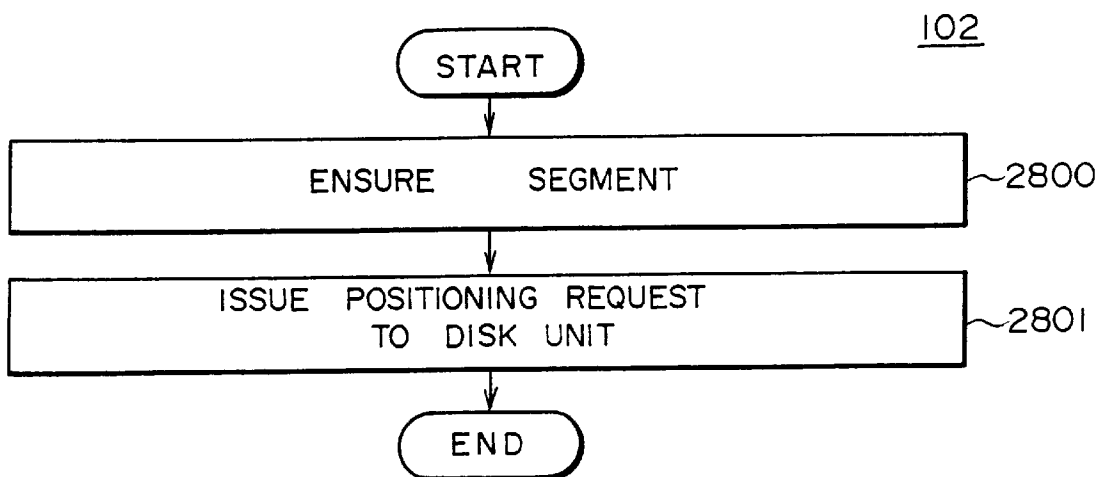 102
START
ENSURE SEGMENT
2800
ISSUE POSITIONING REQUEST
TO DISK UNIT
2801
END